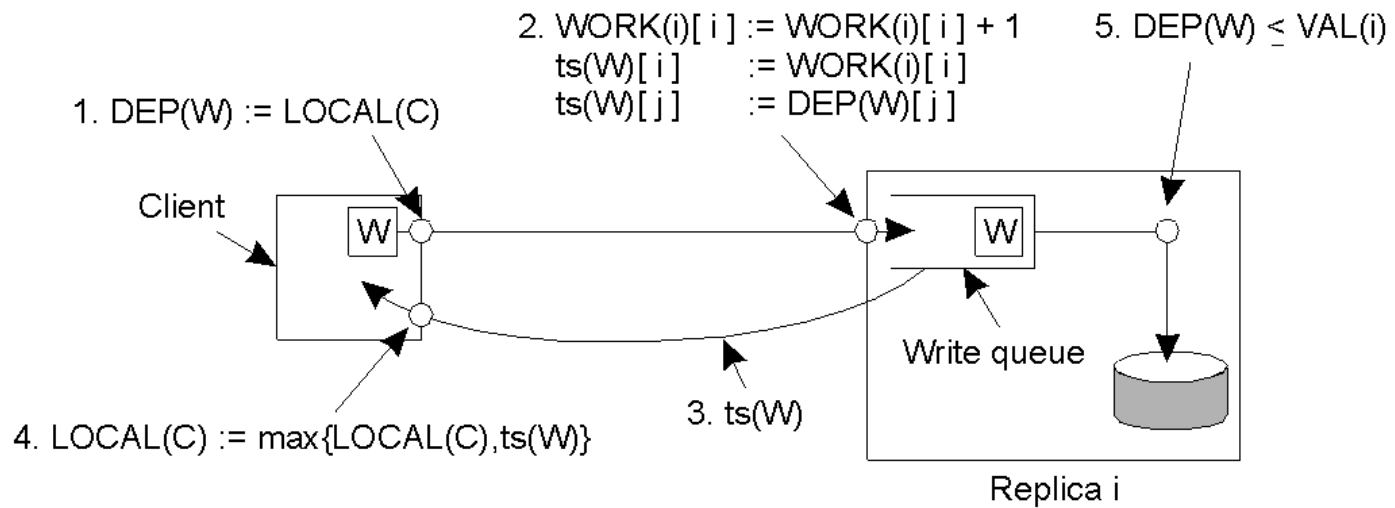 2. WORK(i)[ i ] := WORK(i)[ i ] + 1
ts(W)[ i ] := WORK(i)[ i ]
ts(W)[ j ] := DEP(W)[ j ]
5. DEP(W) ≤ VAL(i)
1. DEP(W) := LOCAL(C)
Client
W
W
Write queue
3. ts(W)
4. LOCAL(C) := max{LOCAL(C),ts(W)}
Replica i